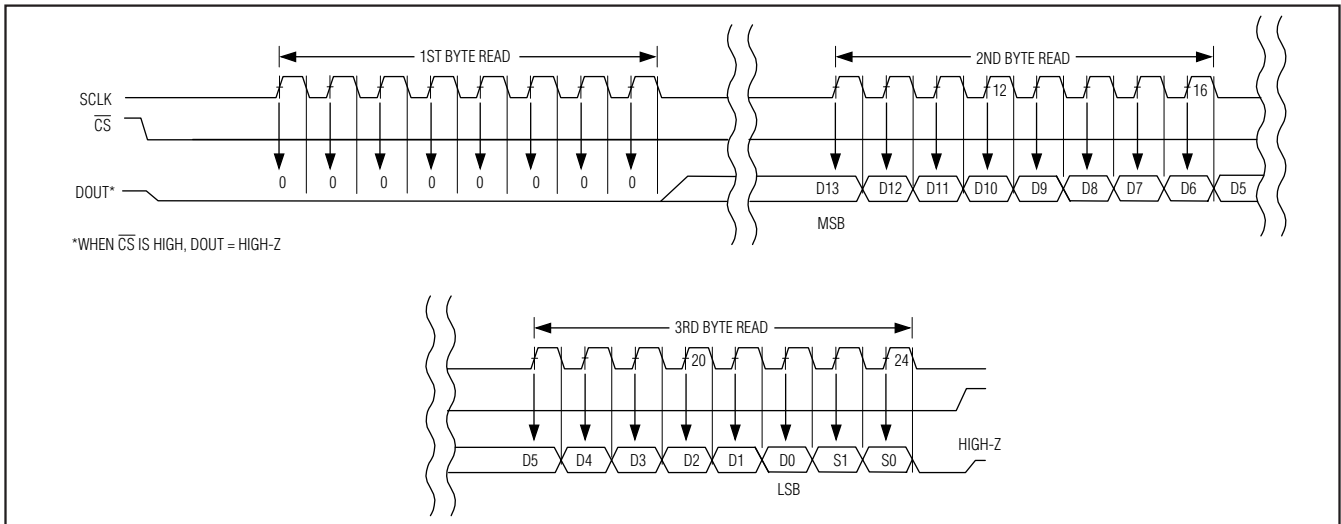 1ST BYTE READ
2ND BYTE READ
SCLK
12
16
C̅S̅
0 0 0 0 0 0 0 0
DOUT*
D13 D12 D11 D10 D9 D8 D7 D6 D5
MSB
*WHEN C̅S̅ IS HIGH, DOUT = HIGH-Z
3RD BYTE READ
20
24
HIGH-Z
D5 D4 D3 D2 D1 D0 S1 S0
LSB